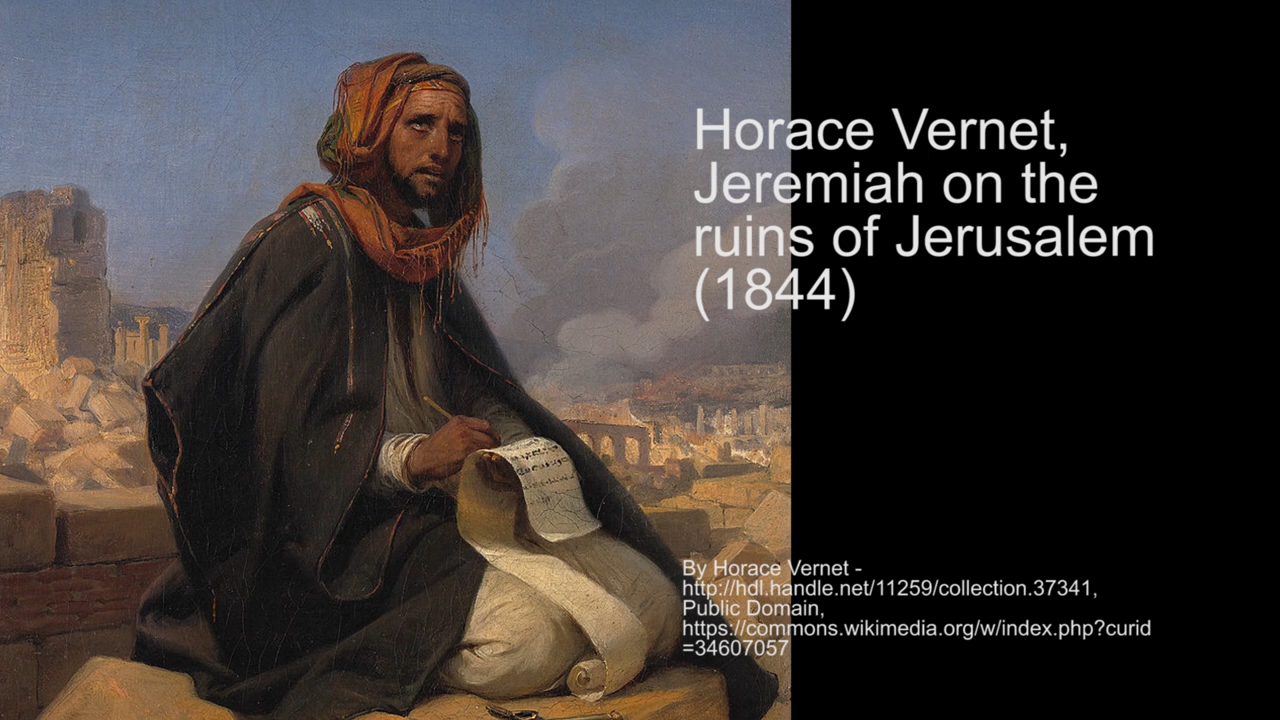 Horace Vernet,
Jeremiah on the
ruins of Jerusalem
(1844)
By Horace Vernet -
http://hdl.handle.net/11259/collection.37341,
Public Domain,
https://commons.wikimedia.org/w/index.php?curid
=34607057